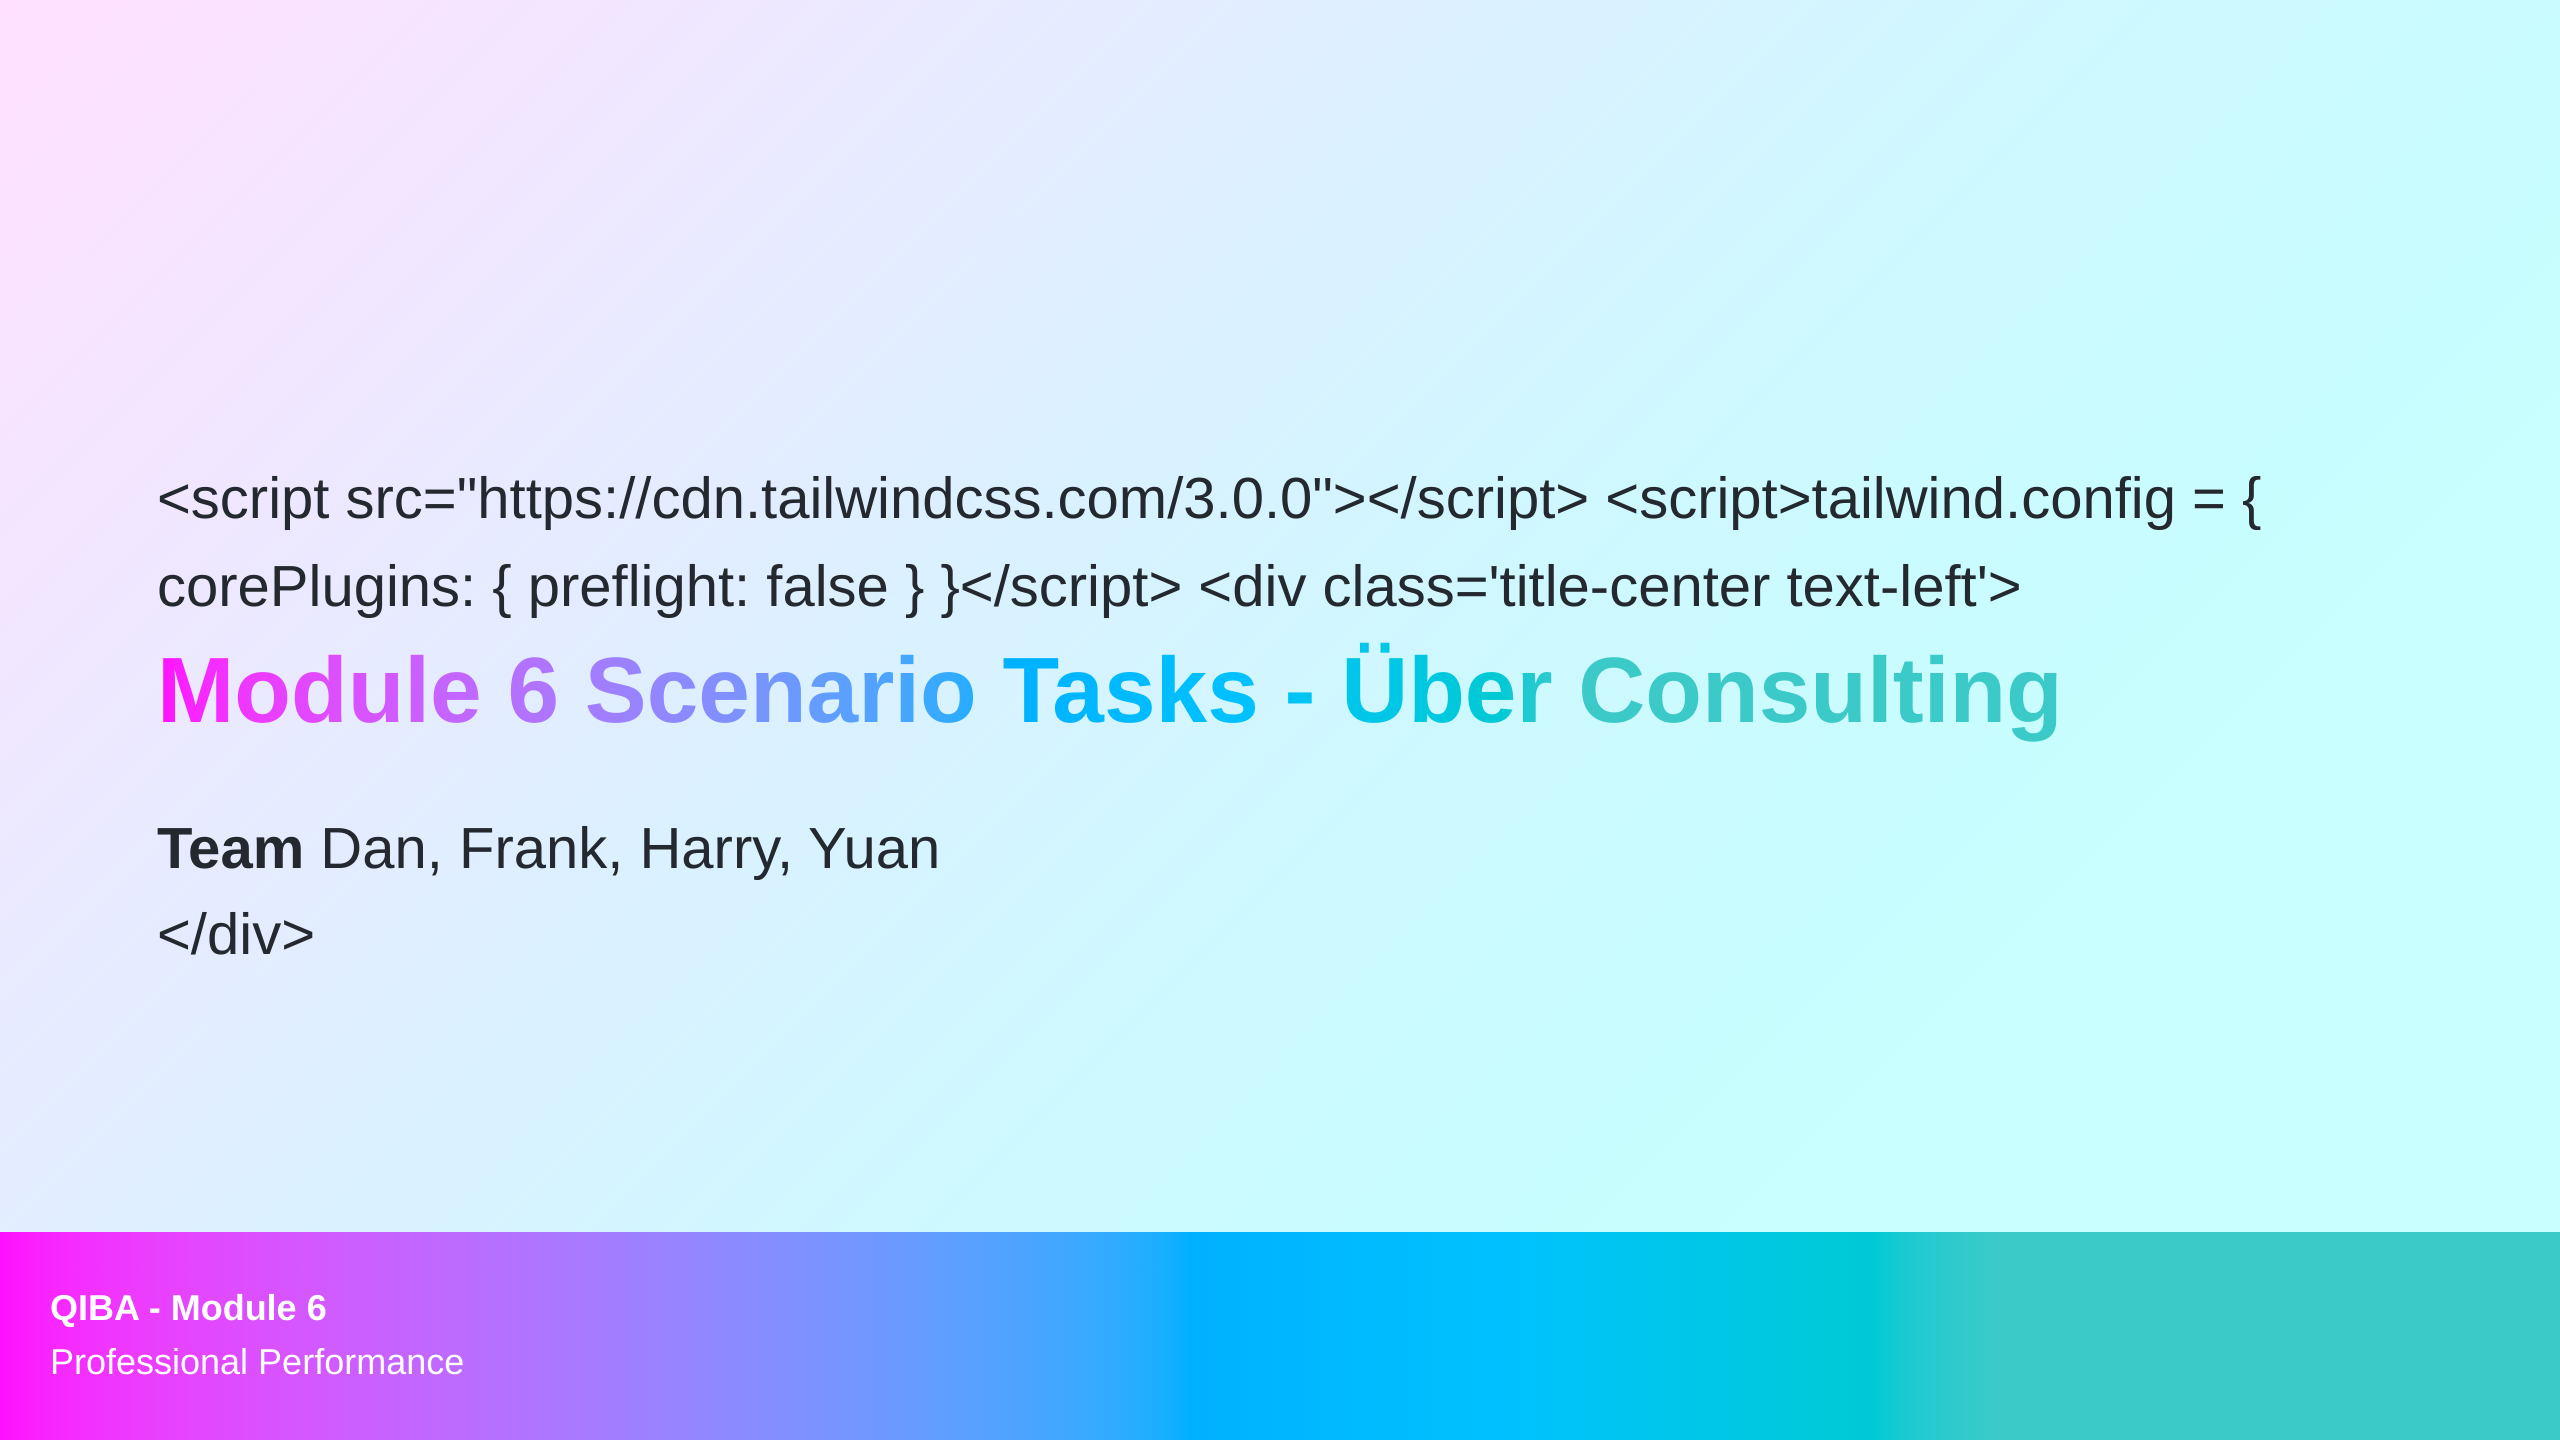 <script src="https://cdn.tailwindcss.com/3.0.0"></script> <script>tailwind.config = {
corePlugins: { preflight: false } }</script> <div class='title-center text-left'>
Module 6 Scenario Tasks - Über Consulting
Team Dan, Frank, Harry, Yuan
</div>
QIBA - Module 6
Professional Performance